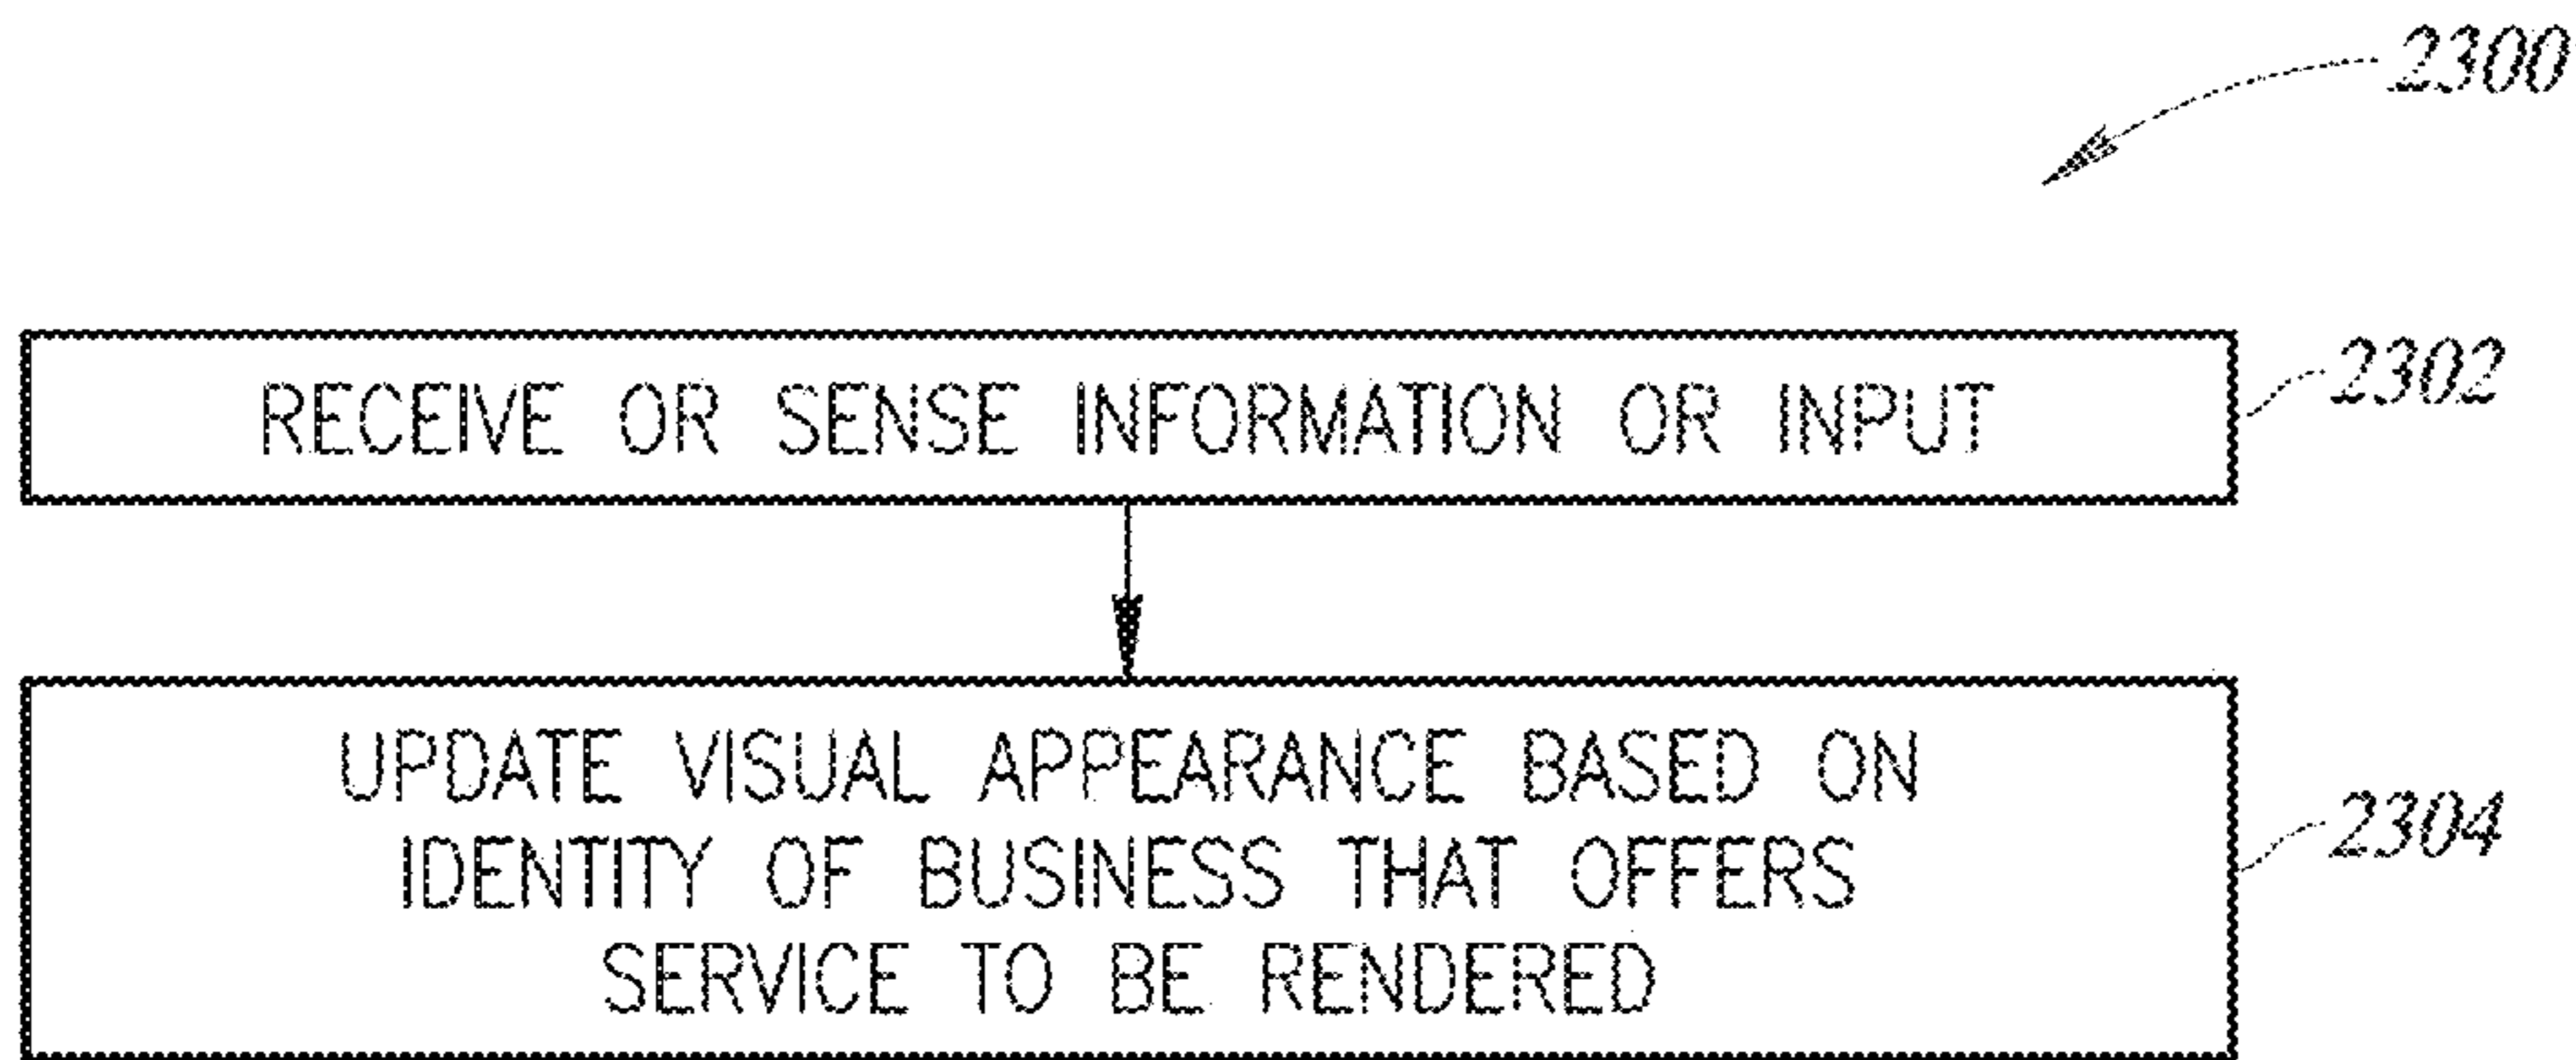 2300
RECEIVE OR SENSE INFORMATION OR INPUT
2302
UPDATE VISUAL APPEARANCE BASED ON
IDENTITY OF BUSINESS THAT OFFERS
SERVICE TO BE RENDERED
2304